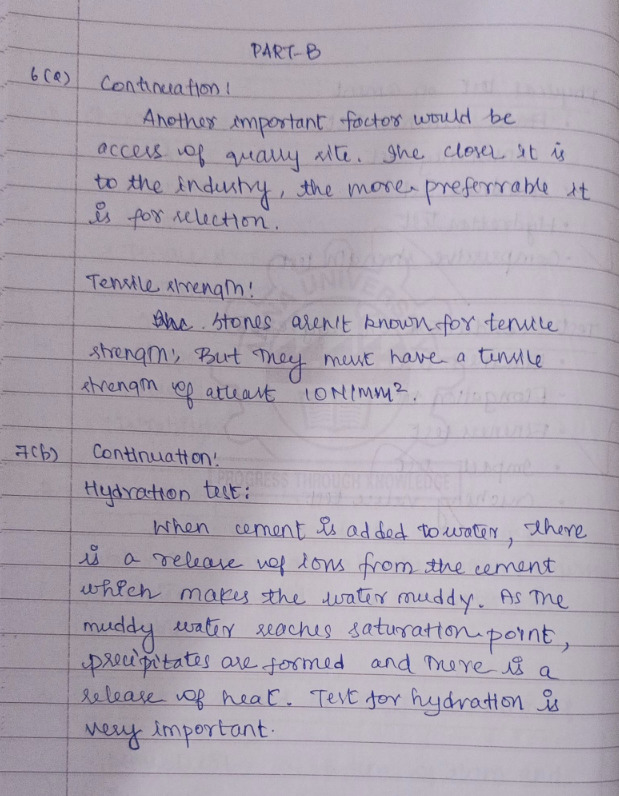 PART-B
6(a) Continuation:
Another important factor would be
access of quarry site. The closer it is
to the industry, the more preferrable it
is for selection.
Tensile strength:
The stones aren't known for tensile
strength, But they must have a tensile
strength of atleast 10N/mm²
7(b) Continuation:
Hydration test:
When cement is added to water, there
is a release of ions from the cement
which makes the water muddy. As the
muddy water reaches saturation point,
precipitates are formed and there is a
release of heat. Test for hydration is
very important.
PROGRESS THROUGH KNOWLEDGE